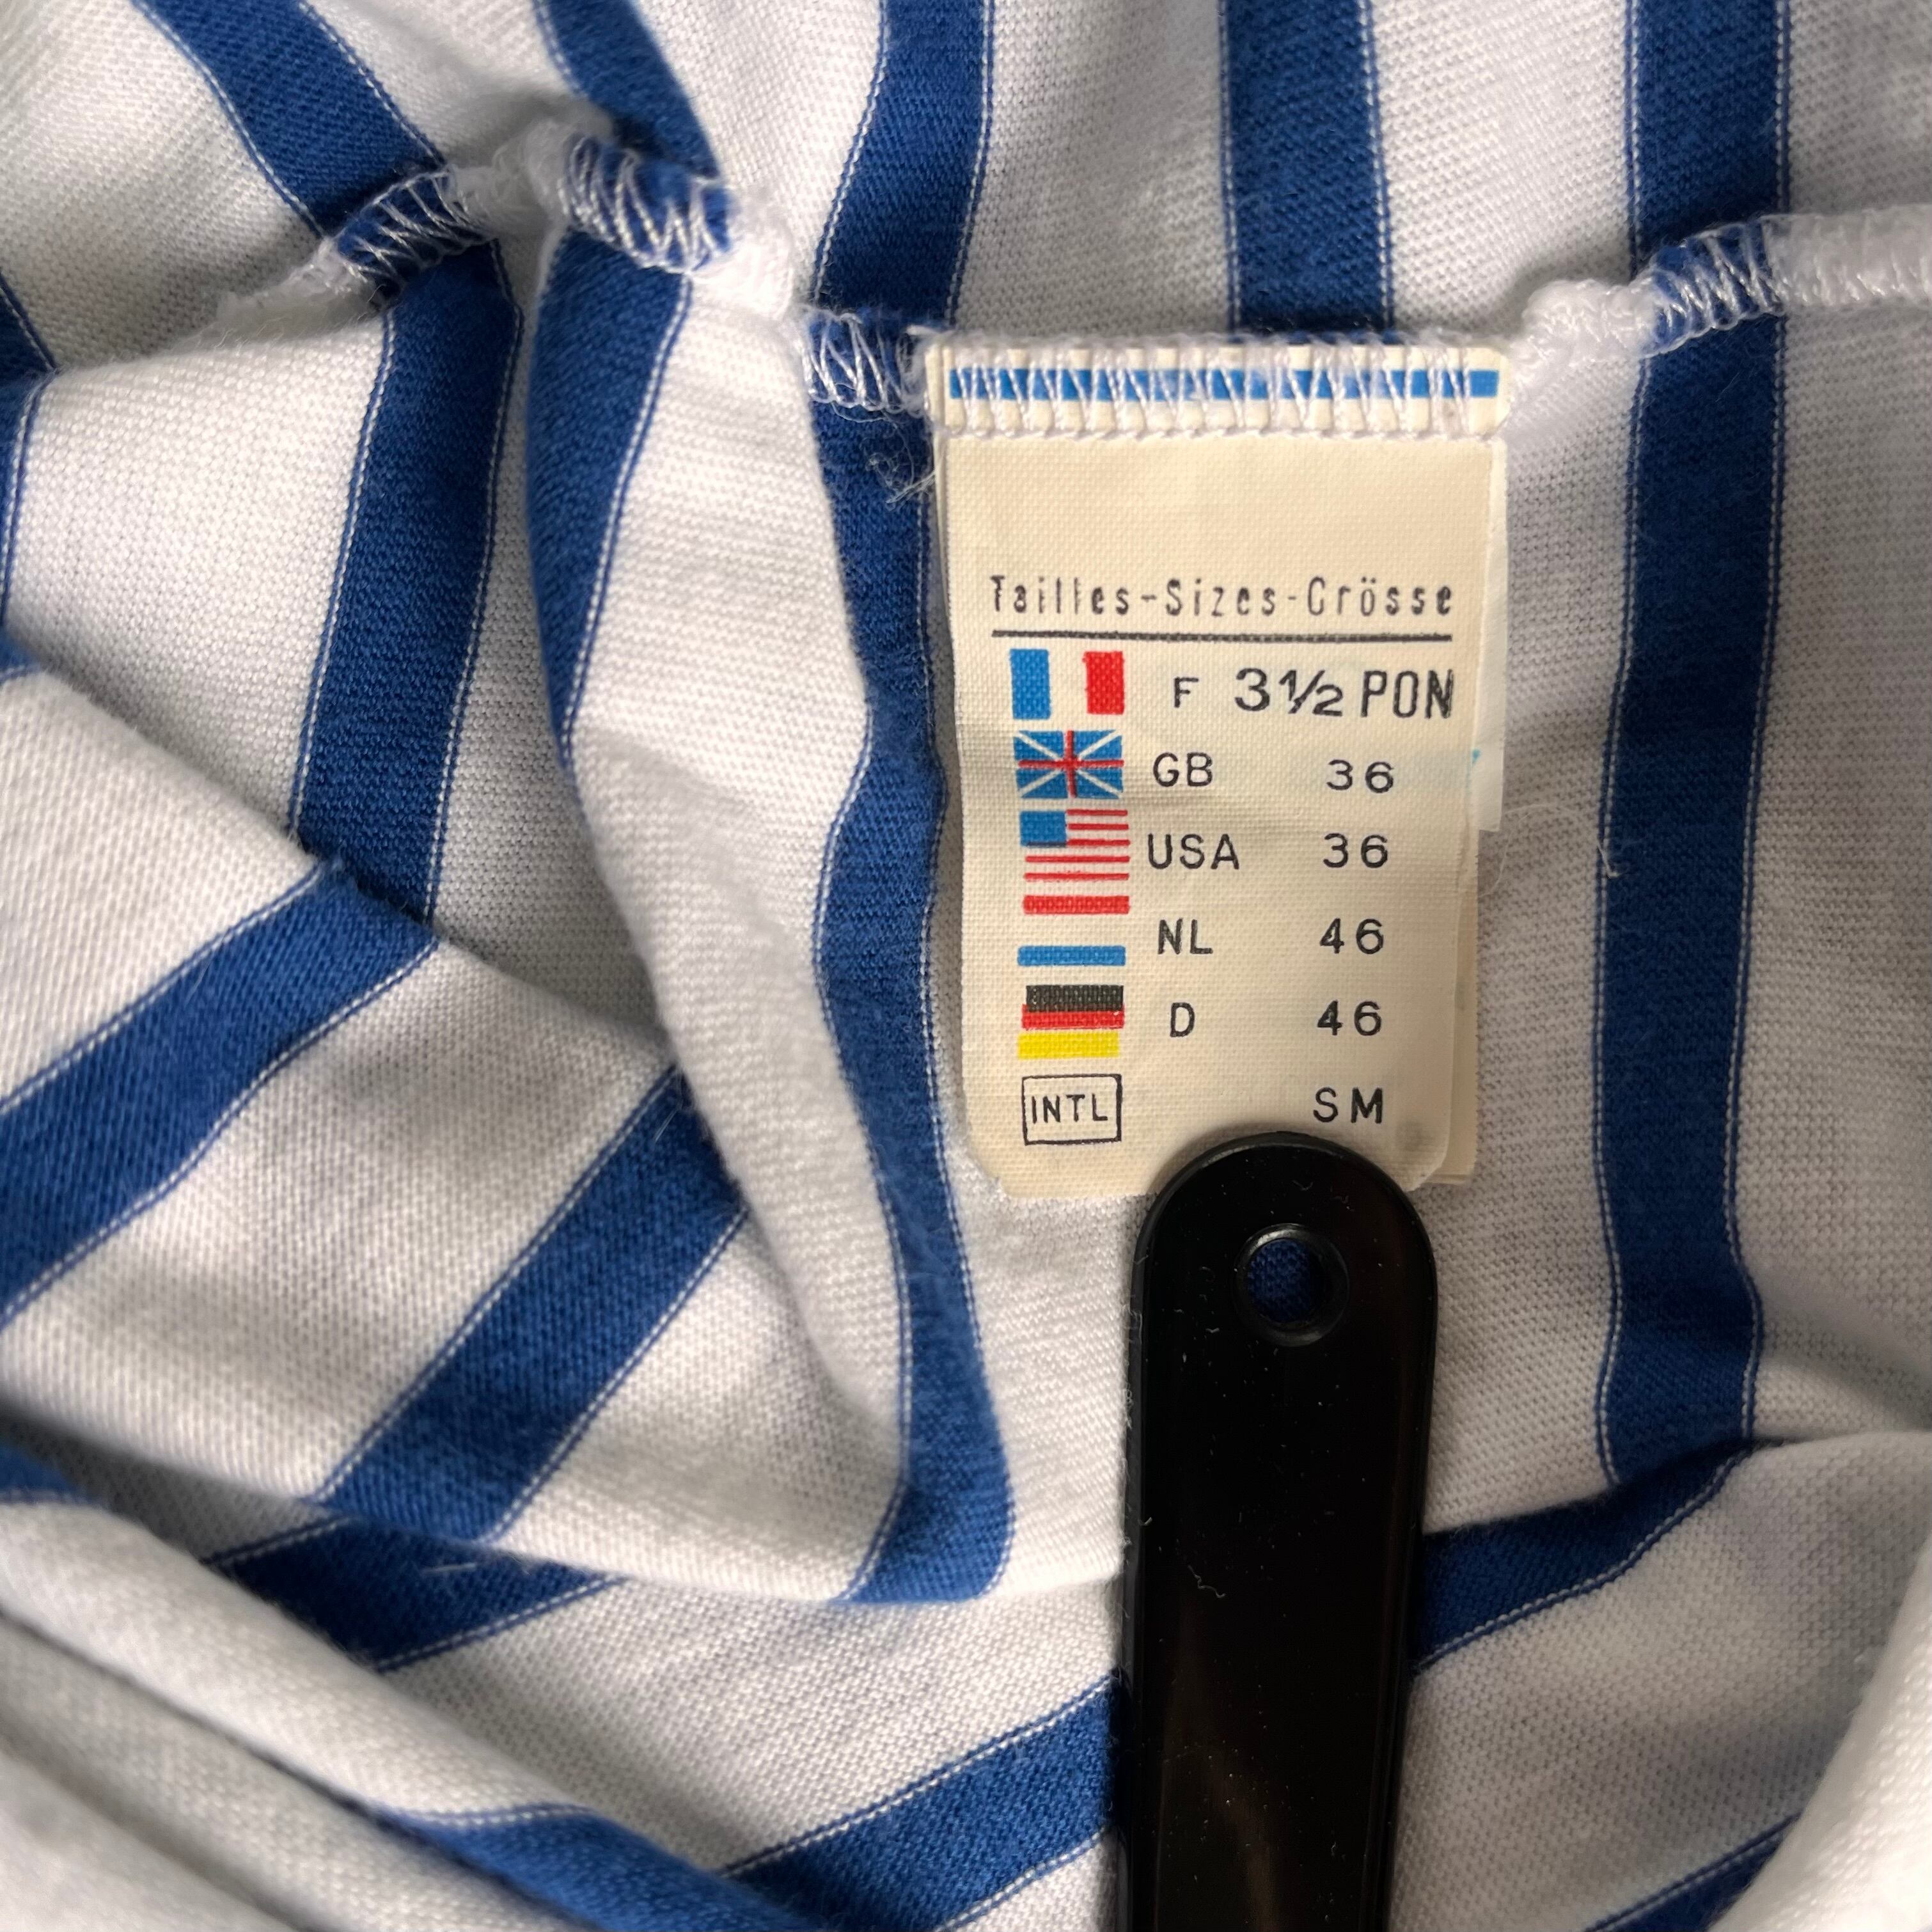 Tailles-Sizes-Grösse
F 3½ PON
GB 36
USA 36
NL 46
D 46
INTL SM